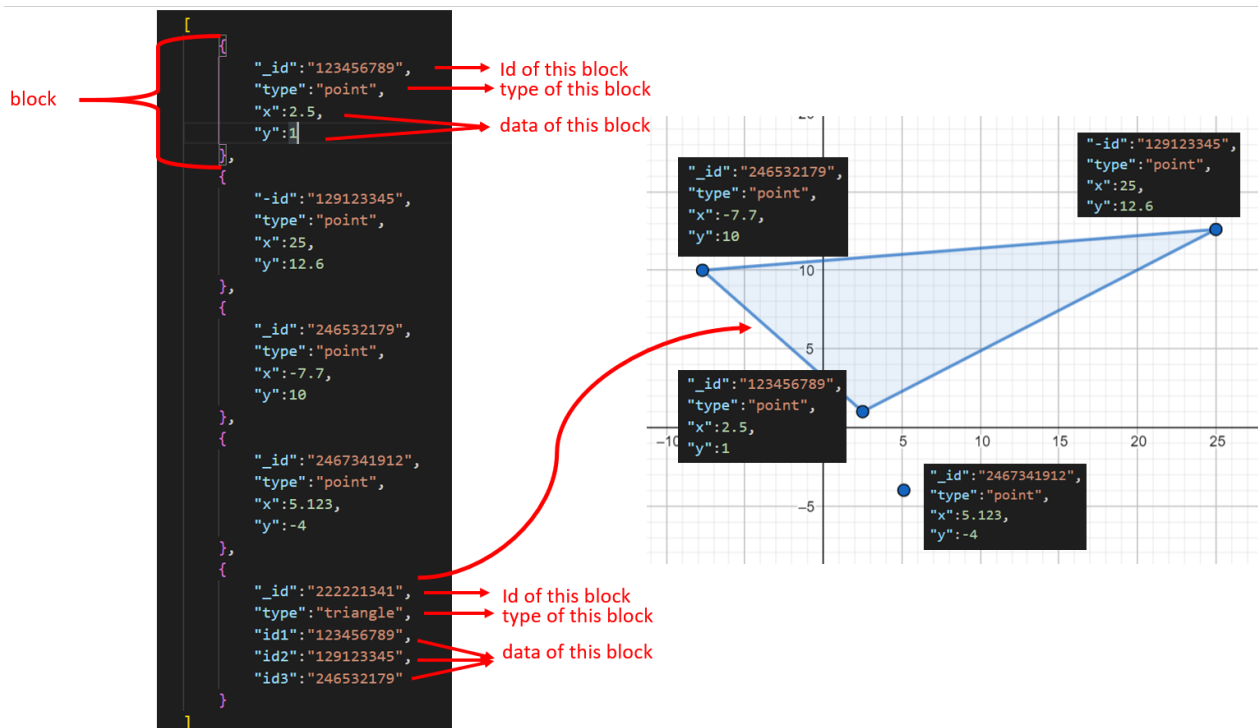 [
{
"_id":"123456789",
"type":"point",
"x":2.5,
"y":1
},
{
"-id":"129123345",
"type":"point",
"x":25,
"y":12.6
},
{
"_id":"246532179",
"type":"point",
"x":-7.7,
"y":10
},
{
"_id":"2467341912",
"type":"point",
"x":5.123,
"y":-4
},
{
"_id":"222221341",
"type":"triangle",
"id1":"123456789",
"id2":"129123345",
"id3":"246532179"
}
]
block
Id of this block
type of this block
data of this block
Id of this block
type of this block
data of this block
"_id":"246532179",
"type":"point",
"x":-7.7,
"y":10
"-id":"129123345",
"type":"point",
"x":25,
"y":12.6
"_id":"123456789",
"type":"point",
"x":2.5,
"y":1
"_id":"2467341912",
"type":"point",
"x":5.123,
"y":-4
10
5
-10 5 10 15 20 25
-5